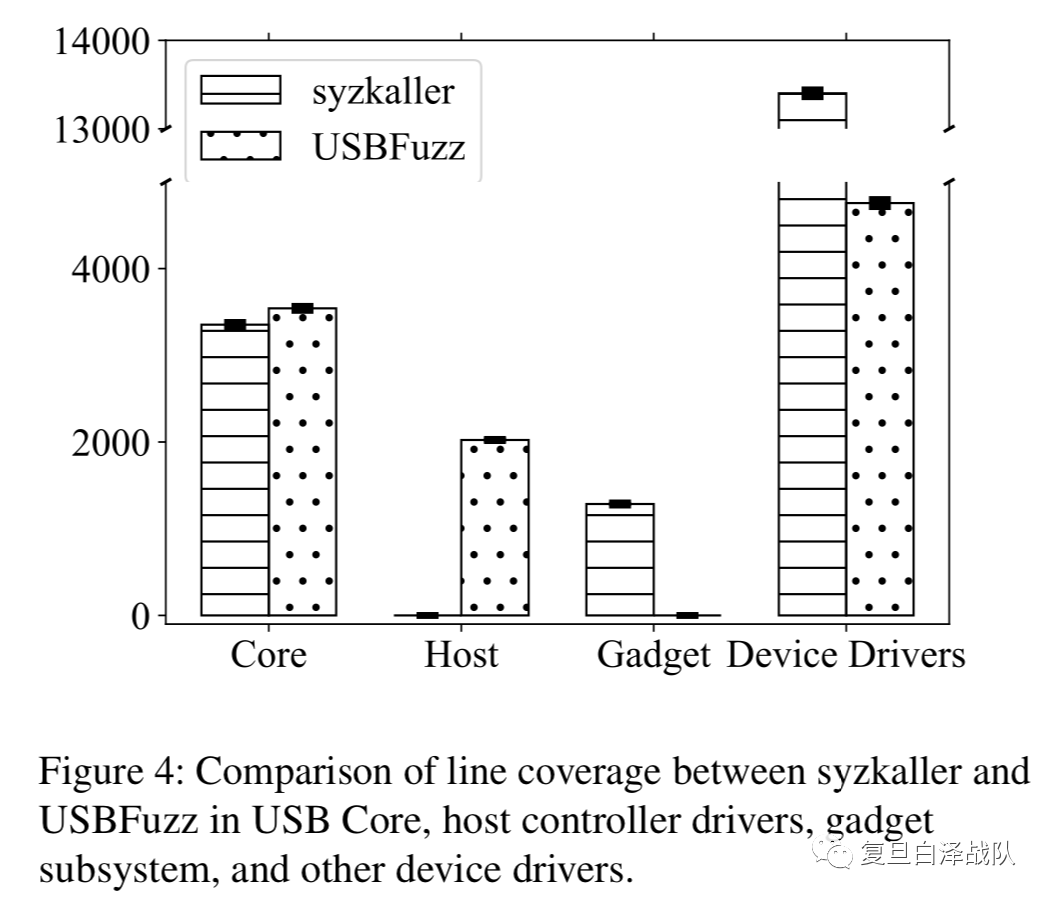 14000
syzkaller
13000
USBFuzz
4000
2000
0
Core Host Gadget Device Drivers
Figure 4: Comparison of line coverage between syzkaller and
USBFuzz in USB Core, host controller drivers, gadget
subsystem, and other device drivers.
复旦白泽战队